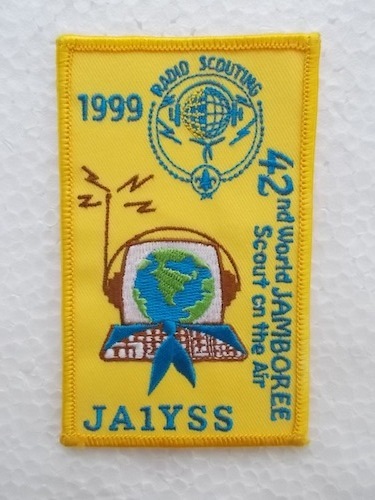 RADIO SCOUTING
1999
42nd World JAMBOREE
Scout on the Air
JA1YSS